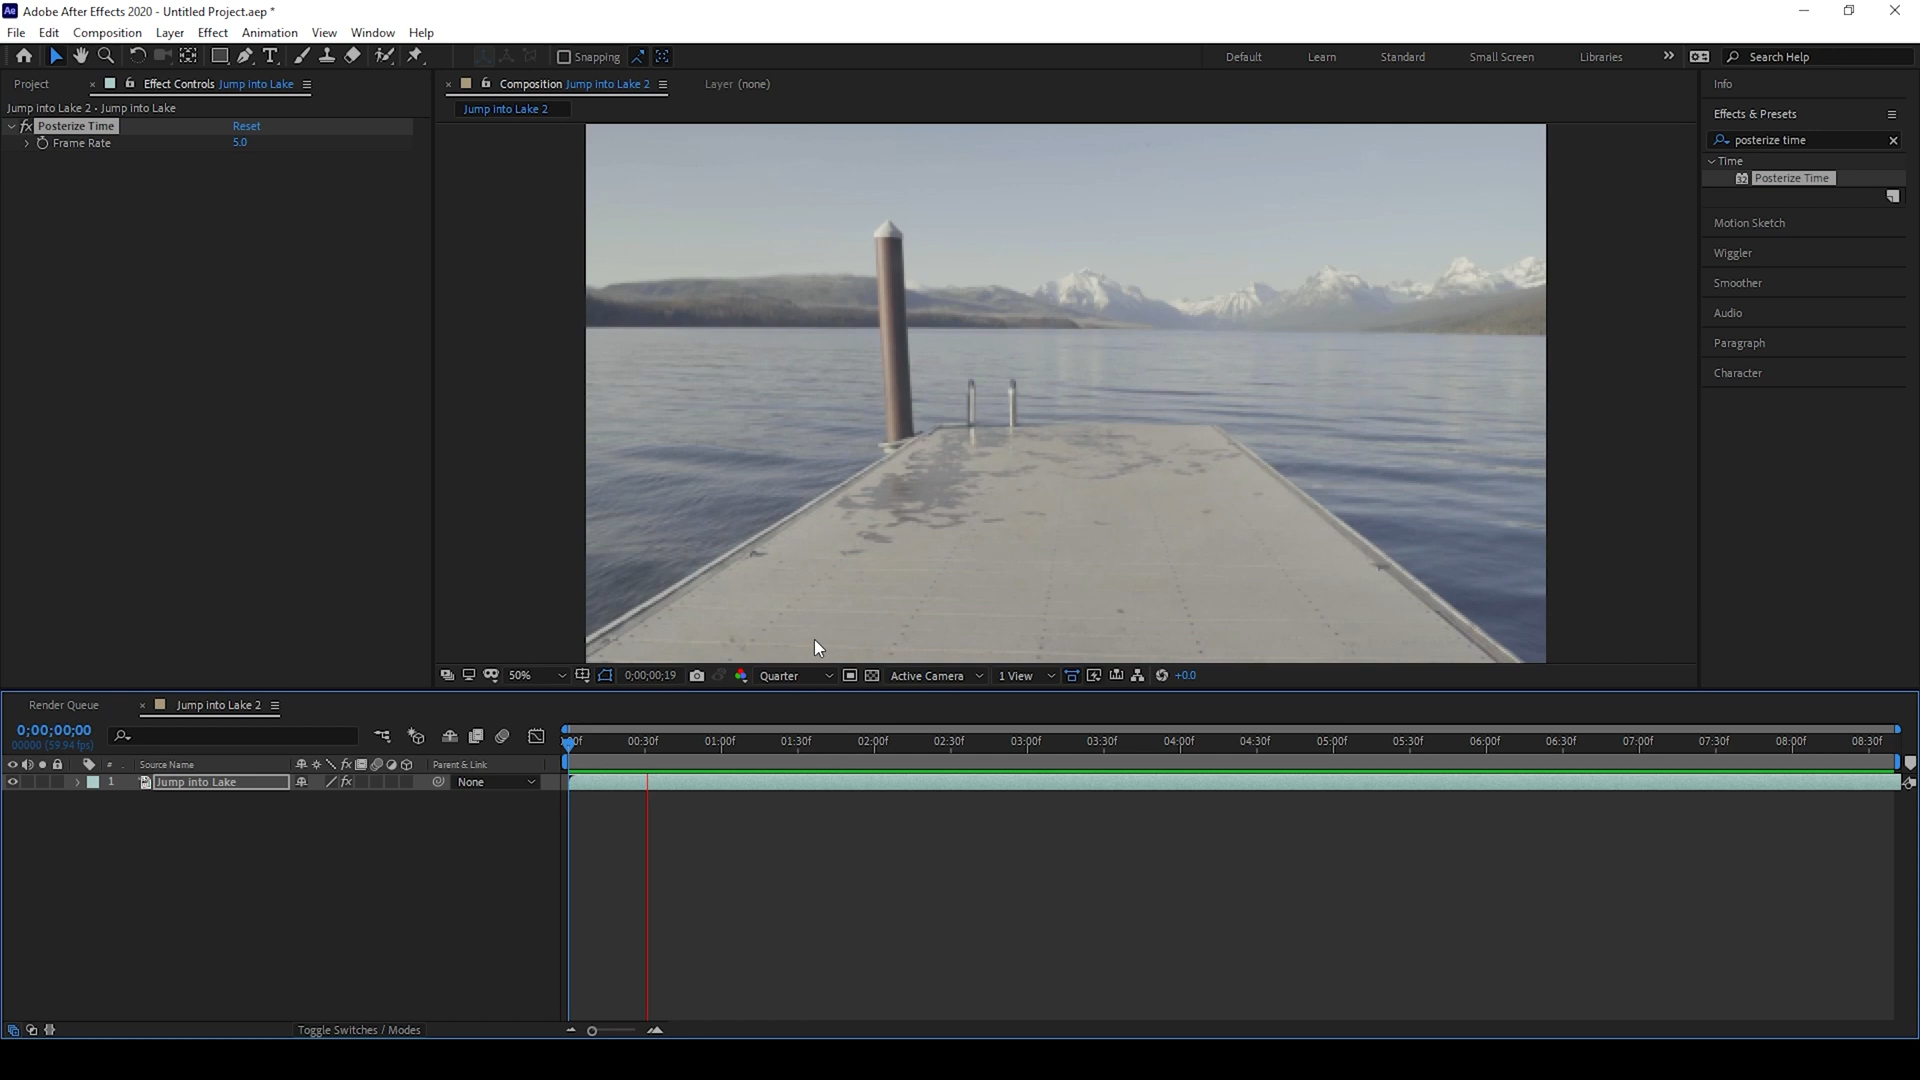 Adobe After Effects 2020 - Untitled Project.aep *
File Edit Composition Layer Effect Animation View Window Help
Snapping Default Learn Standard Small Screen Libraries Search Help
Project Effect Controls Jump into Lake Composition Jump into Lake 2 Layer (none) Info
Jump into Lake 2 • Jump into Lake Jump into Lake 2
fx Posterize Time Reset
Frame Rate 5.0
Effects & Presets
posterize time
Time
32 Posterize Time
Motion Sketch
Wiggler
Smoother
Audio
Paragraph
Character
50% 0;00;00;19 Quarter Active Camera 1 View +0.0
Render Queue Jump into Lake 2
0;00;00;00
00000 (59.94 fps)
00:30f 01:00f 01:30f 02:00f 02:30f 03:00f 03:30f 04:00f 04:30f 05:00f 05:30f 06:00f 06:30f 07:00f 07:30f 08:00f 08:30f
# Source Name fx Parent & Link
1 Jump into Lake fx None
Toggle Switches / Modes